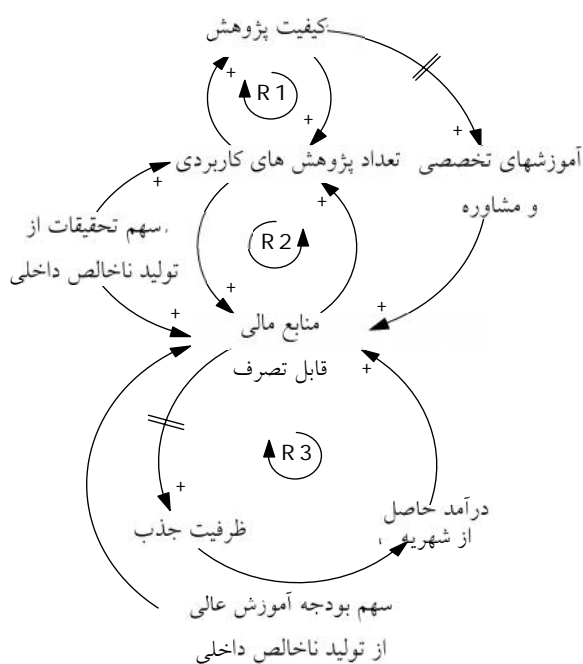 کیفیت پژوهش
+
R1
+
+
تعداد پژوهش های کاربردی
آموزشهای تخصصی
و مشاوره
+
+
سهم تحقیقات از
تولید ناخالص داخلی
R2
+
+
+
منابع مالی
قابل تصرف
+
R3
+
ظرفیت جذب
درآمد حاصل
از شهریه
سهم بودجه آموزش عالی
از تولید ناخالص داخلی